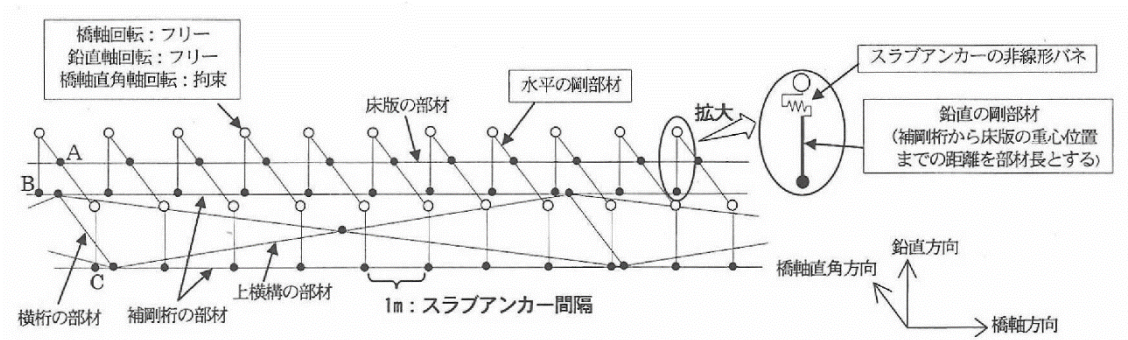 橋軸回転：フリー
鉛直軸回転：フリー
橋軸直角軸回転：拘束
水平の剛部材
床版の部材
拡大
スラブアンカーの非線形バネ
鉛直の剛部材
（補剛桁から床版の重心位置
までの距離を部材長とする）
A
B
C
横桁の部材
補剛桁の部材
上横構の部材
1m：スラブアンカー間隔
鉛直方向
橋軸直角方向
橋軸方向